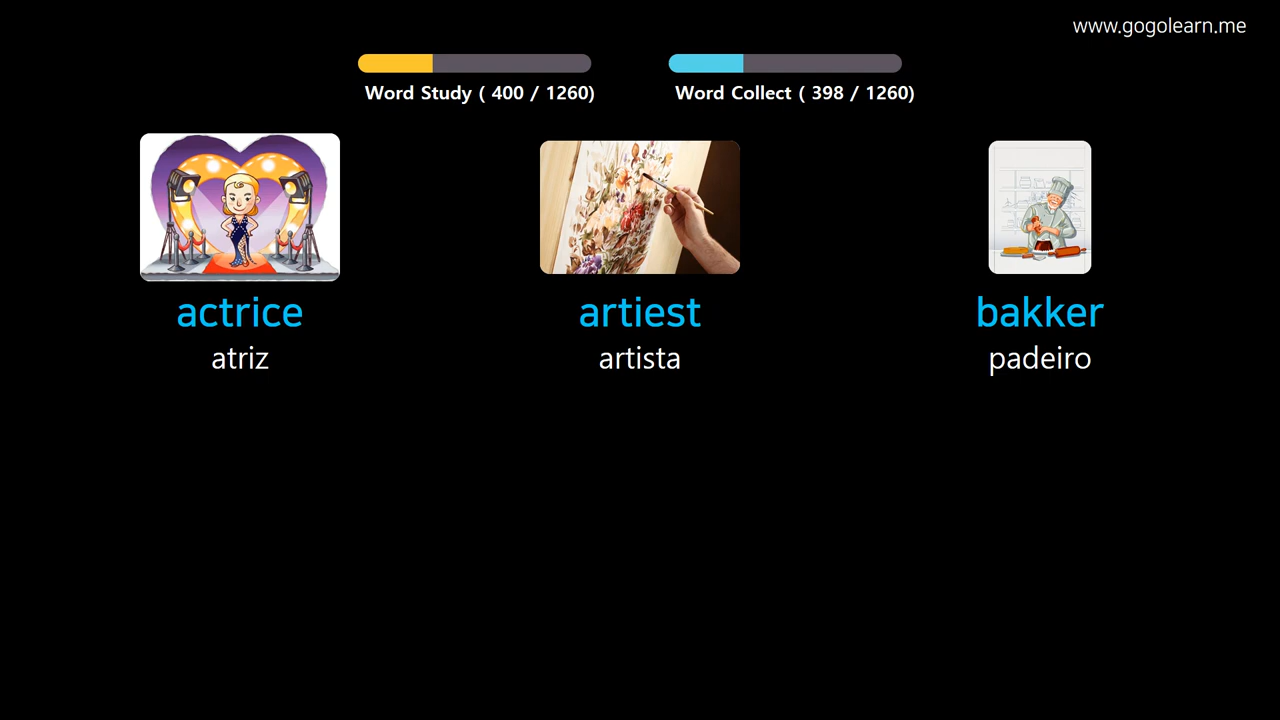 www.gogolearn.me
Word Study ( 400 / 1260)
Word Collect ( 398 / 1260)
actrice
artiest
bakker
atriz
artista
padeiro